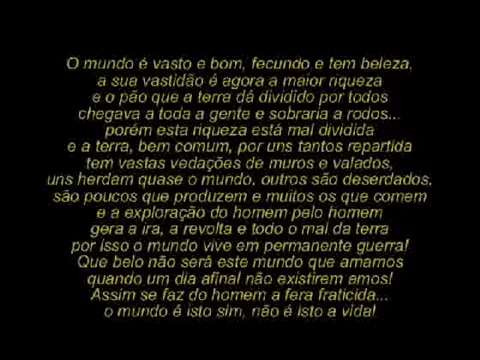 O mundo é vasto e bom, fecundo e tem beleza,
a sua vastidão é agora a maior riqueza
e o pão que a terra dá dividido por todos
chegava a toda a gente e sobraria a rodos...
porém esta riqueza está mal dividida
e a terra, bem comum, por uns tantos repartida
tem vastas vedações de muros e valados,
uns herdam quase o mundo, outros são deserdados,
são poucos que produzem e muitos os que comem
e a exploração do homem pelo homem
gera a ira, a revolta e todo o mal da terra
por isso o mundo vive em permanente guerra!
Que belo não será este mundo que amamos
quando um dia afinal não existirem amos!
Assim se faz do homem a fera fraticida...
o mundo é isto sim, não é isto a vida!